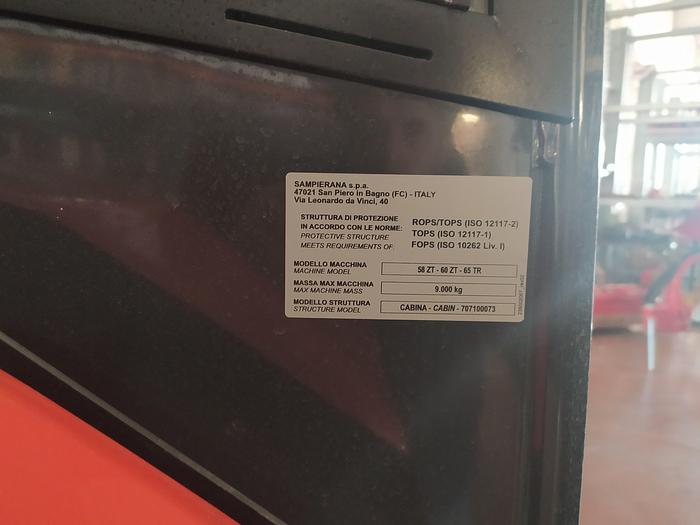 SAMPIERANA s.p.a.
47021 San Piero in Bagno (FC) - ITALY
Via Leonardo da Vinci, 40
STRUTTURA DI PROTEZIONE
IN ACCORDO CON LE NORME:
PROTECTIVE STRUCTURE
MEETS REQUIREMENTS OF:
ROPS/TOPS (ISO 12117-2)
TOPS (ISO 12117-1)
FOPS (ISO 10262 Liv. I)
MODELLO MACCHINA
MACHINE MODEL
58 ZT - 60 ZT - 65 TR
MASSA MAX MACCHINA
MAX MACHINE MASS
9.000 kg
MODELLO STRUTTURA
STRUCTURE MODEL
CABINA - CABIN - 707100073